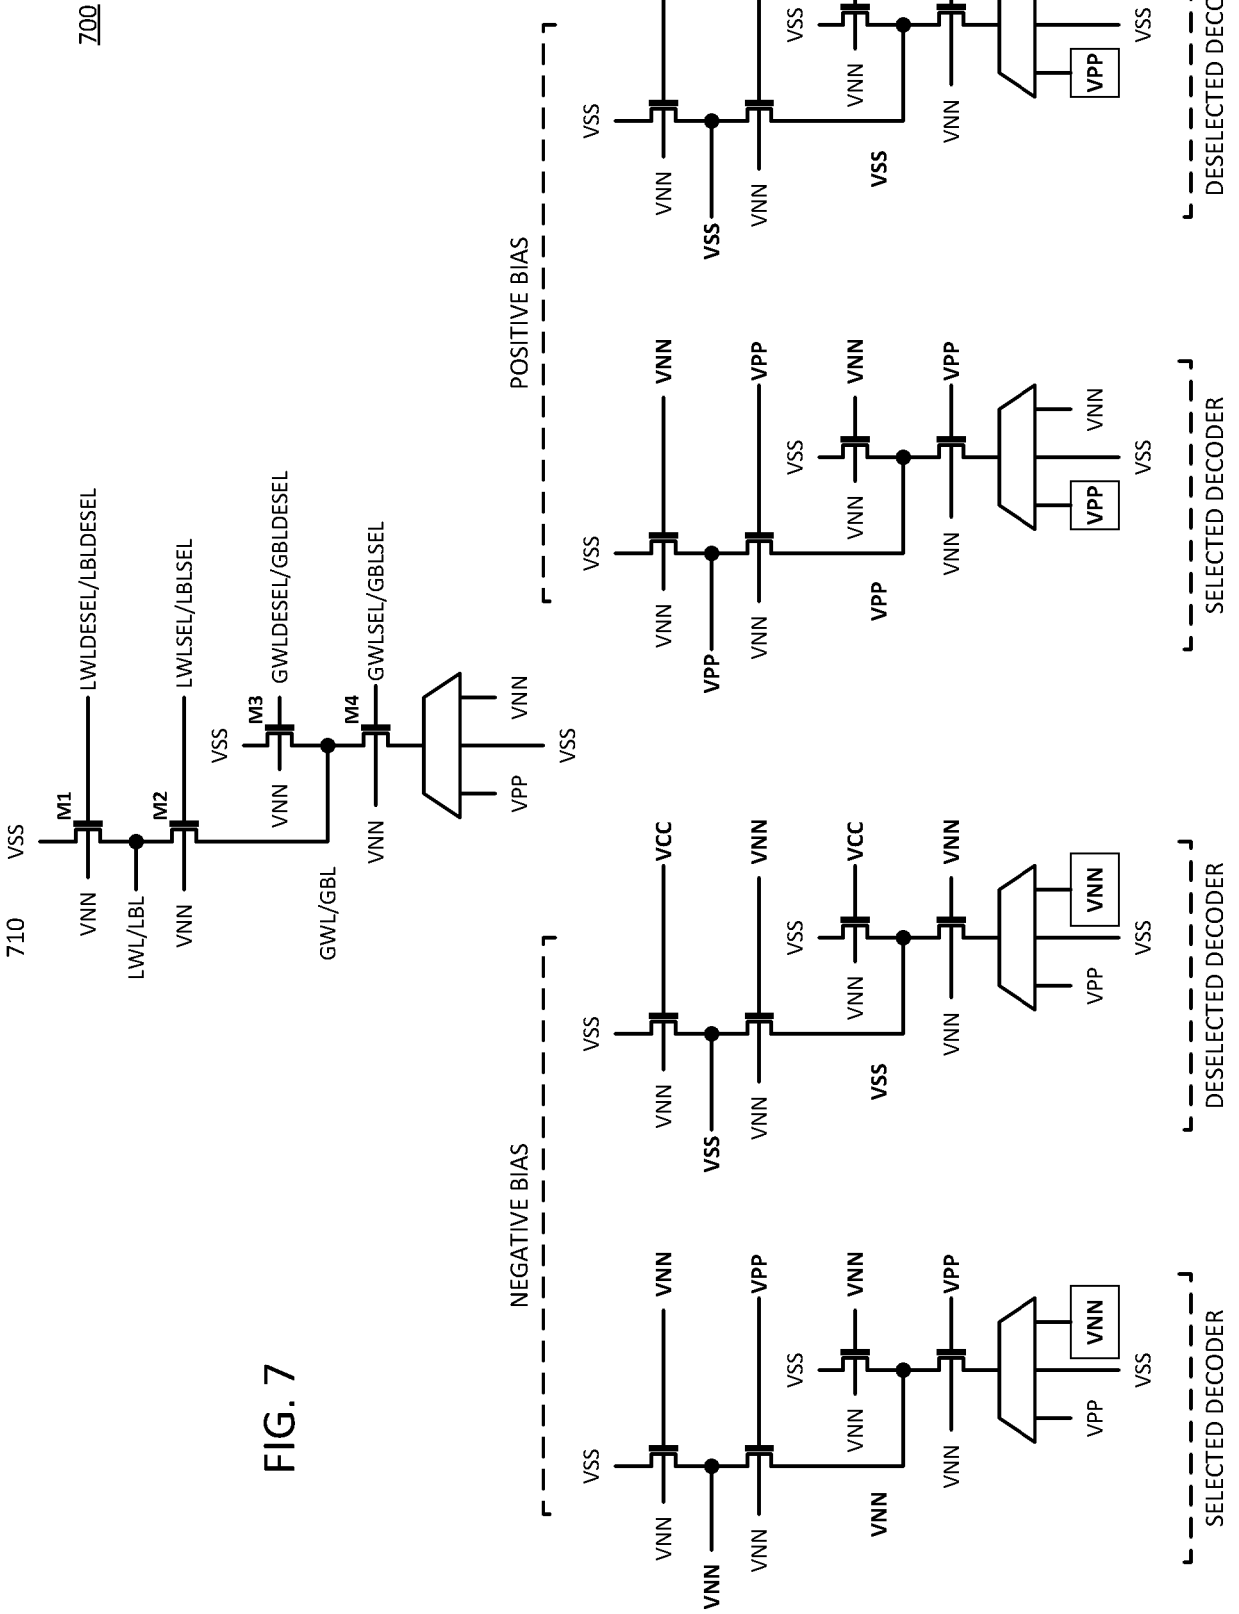 700
FIG. 7
710
VSS
M1
VNN
LWLDESEL/LBLDESEL
LWL/LBL
M2
VNN
LWLSEL/LBLSEL
VSS
M3
VNN
GWLDESEL/GBLDESEL
GWL/GBL
M4
VNN
GWLSEL/GBLSEL
VPP
VNN
VSS
NEGATIVE BIAS
VSS
VNN
VNN
VNN
VNN
VPP
VSS
VNN
VNN
VNN
VNN
VPP
VPP
VNN
VSS
SELECTED DECODER
VSS
VNN
VCC
VSS
VNN
VNN
VSS
VNN
VCC
VSS
VNN
VNN
VPP
VNN
VSS
DESELECTED DECODER
POSITIVE BIAS
VSS
VNN
VNN
VPP
VNN
VPP
VSS
VNN
VNN
VPP
VNN
VPP
VPP
VNN
VSS
SELECTED DECODER
VSS
VNN
VSS
VNN
VSS
VNN
VSS
VNN
VPP
VSS
DESELECTED DECO